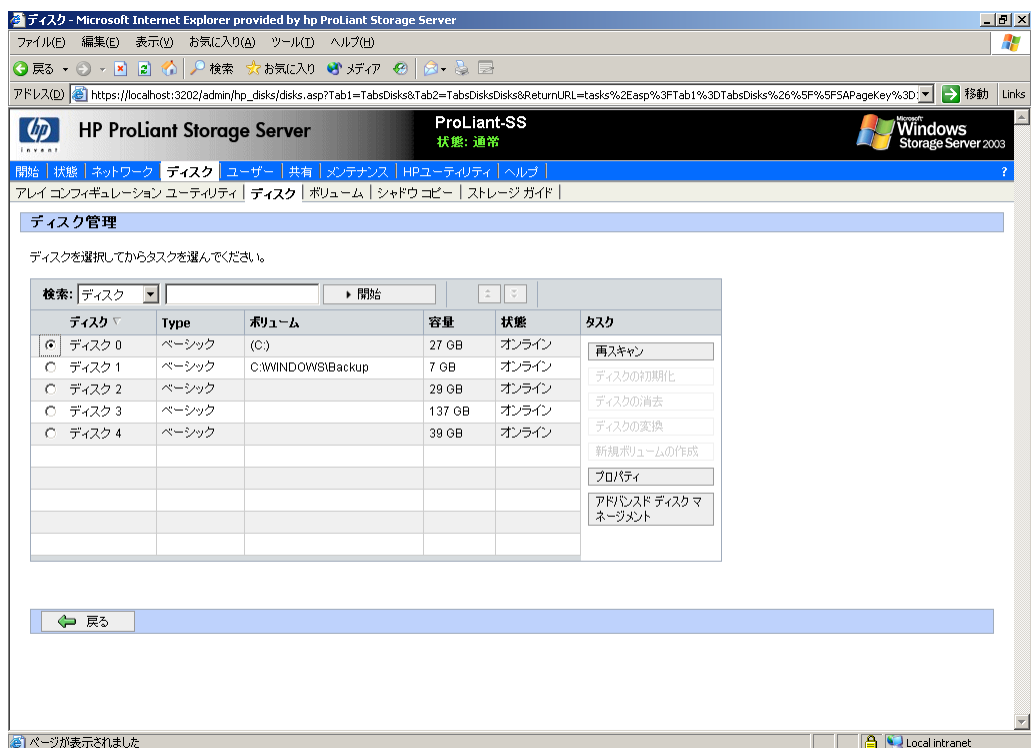 ディスク - Microsoft Internet Explorer provided by hp ProLiant Storage Server
ファイル(F) 編集(E) 表示(V) お気に入り(A) ツール(T) ヘルプ(H)
戻る 検索 お気に入り メディア
アドレス(D) https://localhost:3202/admin/hp_disks/disks.asp?Tab1=TabsDisks&Tab2=TabsDisksDisks&ReturnURL=tasks%2Easp%3FTab1%3DTabsDisks%26%5F%5FSAPageKey%3D: 移動 Links
hp HP ProLiant Storage Server ProLiant-SS Microsoft Windows
invent 状態: 通常 Storage Server 2003
開始 状態 ネットワーク ディスク ユーザー 共有 メンテナンス HPユーティリティ ヘルプ ?
アレイ コンフィギュレーション ユーティリティ ディスク ボリューム シャドウ コピー ストレージ ガイド
ディスク管理
ディスクを選択してからタスクを選んでください。
検索: ディスク 開始
ディスク Type ボリューム 容量 状態 タスク
ディスク 0 ベーシック (C:) 27 GB オンライン 再スキャン
ディスク 1 ベーシック C:\WINDOWS\Backup 7 GB オンライン ディスクの初期化
ディスク 2 ベーシック 29 GB オンライン ディスクの消去
ディスク 3 ベーシック 137 GB オンライン ディスクの変換
ディスク 4 ベーシック 39 GB オンライン 新規ボリュームの作成
プロパティ
アドバンスド ディスク マ
ネージメント
戻る
ページが表示されました Local intranet